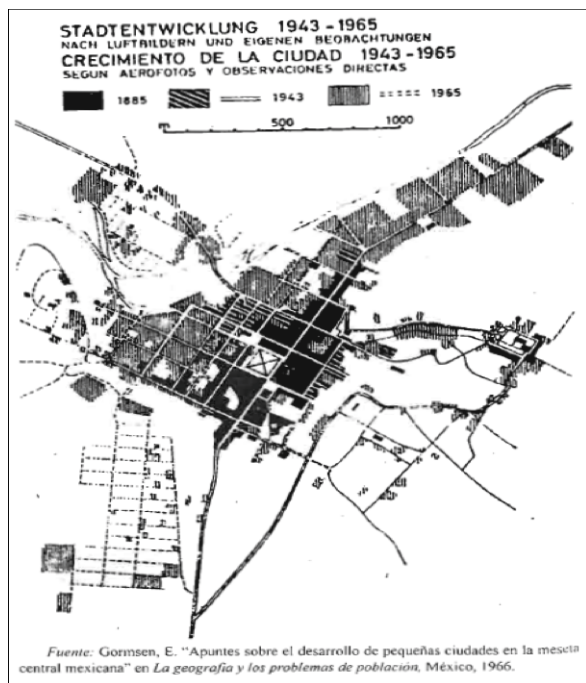 STADTENTWICKLUNG 1943-1965
NACH LUFTBILDERN UND EIGENEN BEOBACHTUNGEN
CRECIMIENTO DE LA CIUDAD 1943-1965
SEGUN AEROFOTOS Y OBSERVACIONES DIRECTAS
1885 1943 1965
m 500 1000
Fuente: Gormsen, E. "Apuntes sobre el desarrollo de pequeñas ciudades en la meseta
central mexicana" en La geografía y los problemas de población, México, 1966.